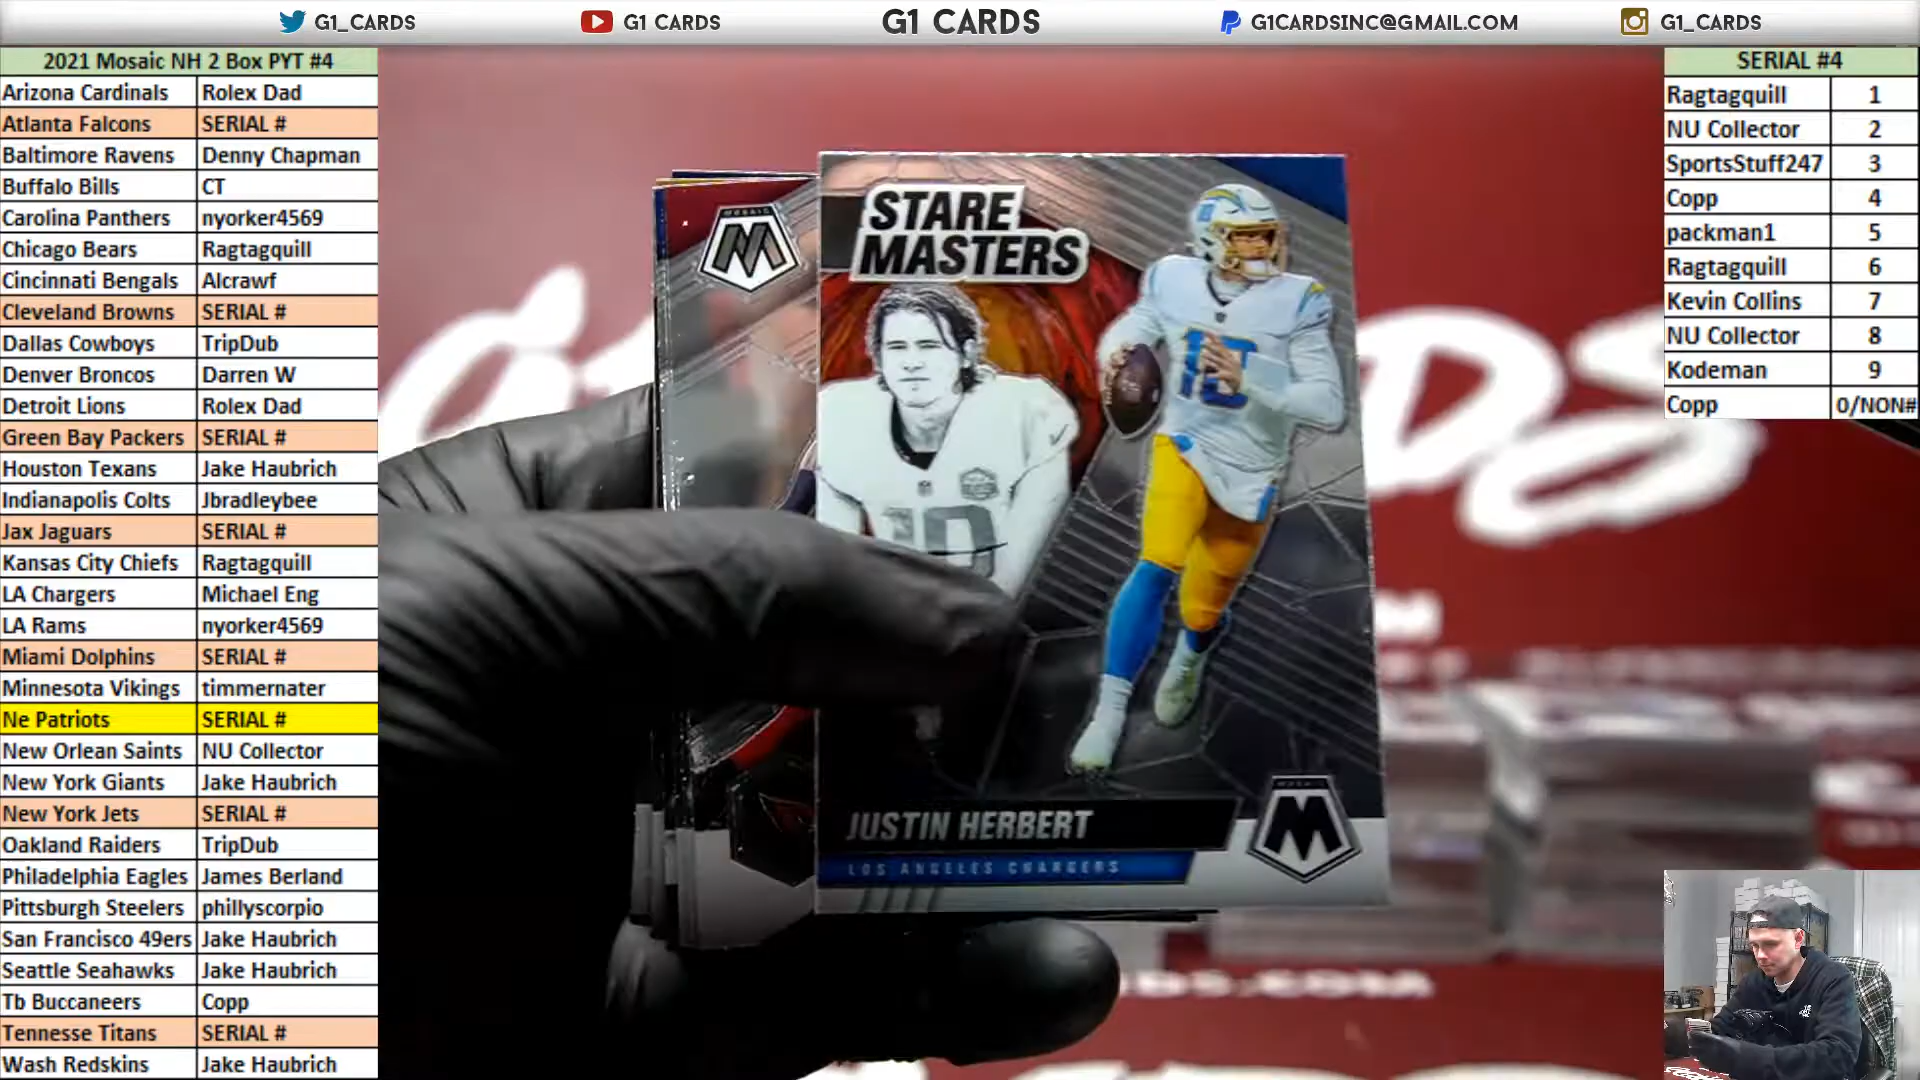 G1_CARDS
G1 CARDS
G1 CARDS
G1CARDSINC@GMAIL.COM
G1_CARDS
2021 Mosaic NH 2 Box PYT #4
Arizona Cardinals Rolex Dad
Atlanta Falcons SERIAL #
Baltimore Ravens Denny Chapman
Buffalo Bills CT
Carolina Panthers nyorker4569
Chicago Bears Ragtagquill
Cincinnati Bengals Alcrawf
Cleveland Browns SERIAL #
Dallas Cowboys TripDub
Denver Broncos Darren W
Detroit Lions Rolex Dad
Green Bay Packers SERIAL #
Houston Texans Jake Haubrich
Indianapolis Colts Jbradleybee
Jax Jaguars SERIAL #
Kansas City Chiefs Ragtagquill
LA Chargers Michael Eng
LA Rams nyorker4569
Miami Dolphins SERIAL #
Minnesota Vikings timmernater
Ne Patriots SERIAL #
New Orlean Saints NU Collector
New York Giants Jake Haubrich
New York Jets SERIAL #
Oakland Raiders TripDub
Philadelphia Eagles James Berland
Pittsburgh Steelers phillyscorpio
San Francisco 49ers Jake Haubrich
Seattle Seahawks Jake Haubrich
Tb Buccaneers Copp
Tennesse Titans SERIAL #
Wash Redskins Jake Haubrich
MOSAIC
STARE
MASTERS
10
10
JUSTIN HERBERT
LOS ANGELES CHARGERS
MOSAIC
SERIAL #4
Ragtagquill 1
NU Collector 2
SportsStuff247 3
Copp 4
packman1 5
Ragtagquill 6
Kevin Collins 7
NU Collector 8
Kodeman 9
Copp 0/NON#